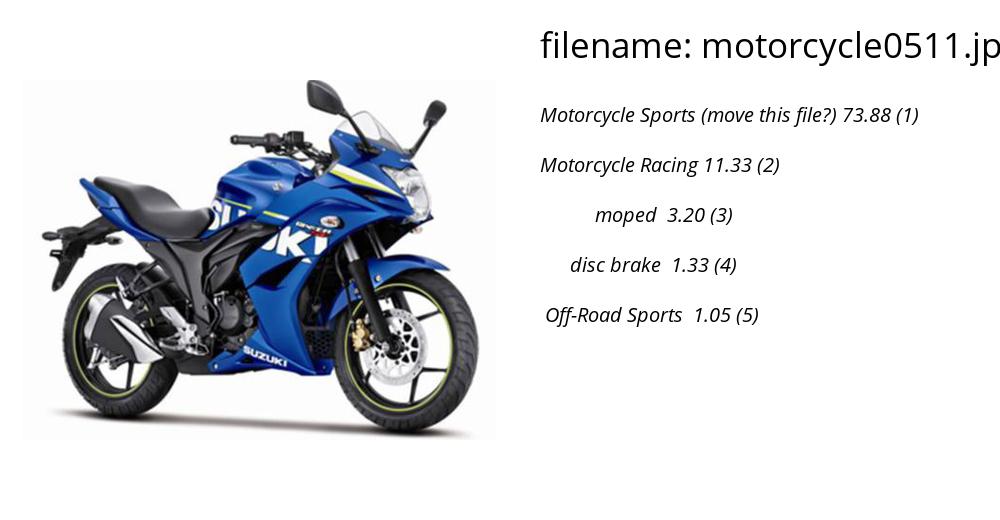 filename: motorcycle0511.jp
Motorcycle Sports (move this file?) 73.88 (1)
Motorcycle Racing 11.33 (2)
moped 3.20 (3)
disc brake 1.33 (4)
Off-Road Sports 1.05 (5)
SUZUKI